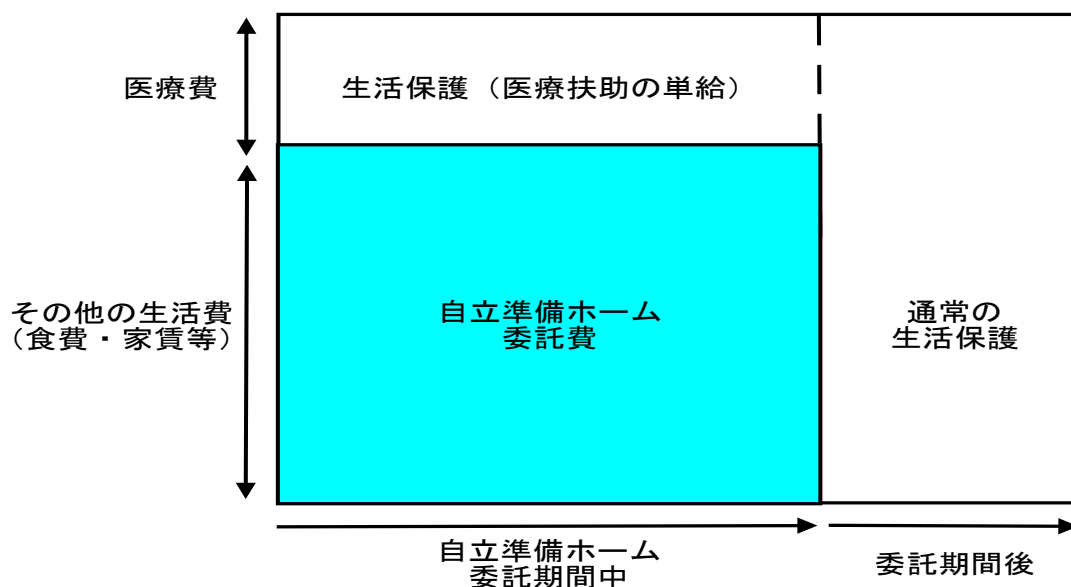 医療費
生活保護（医療扶助の単給）
その他の生活費
（食費・家賃等）
自立準備ホーム
委託費
通常の
生活保護
自立準備ホーム
委託期間中
委託期間後